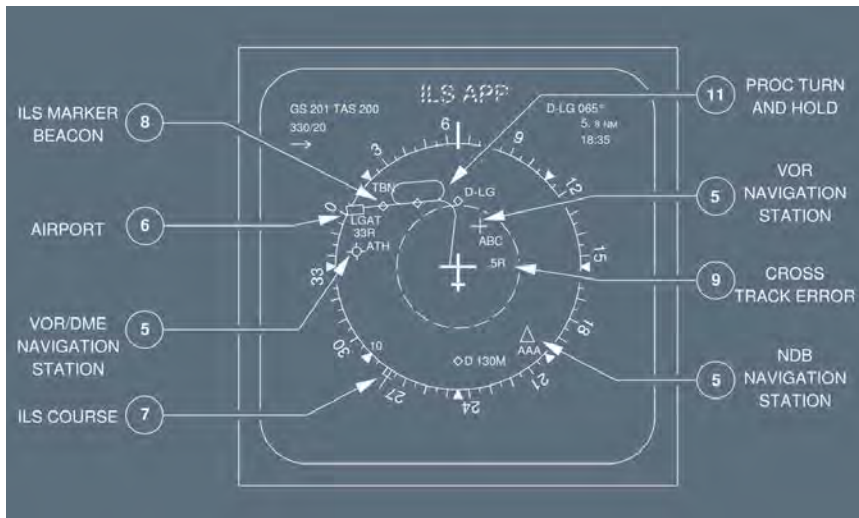 ILS APP
GS 201 TAS 200
330/20
D-LG 065°
5. 9 NM
18:35
ILS MARKER
BEACON
8
11
PROC TURN
AND HOLD
AIRPORT
6
5
VOR
NAVIGATION
STATION
VOR/DME
NAVIGATION
STATION
5
9
CROSS
TRACK ERROR
ILS COURSE
7
5
NDB
NAVIGATION
STATION
6
9
12
15
18
21
24
27
30
33
0
3
TBN
D-LG
LGAT
33R
ATH
ABC
5R
10
AAA
D 130M